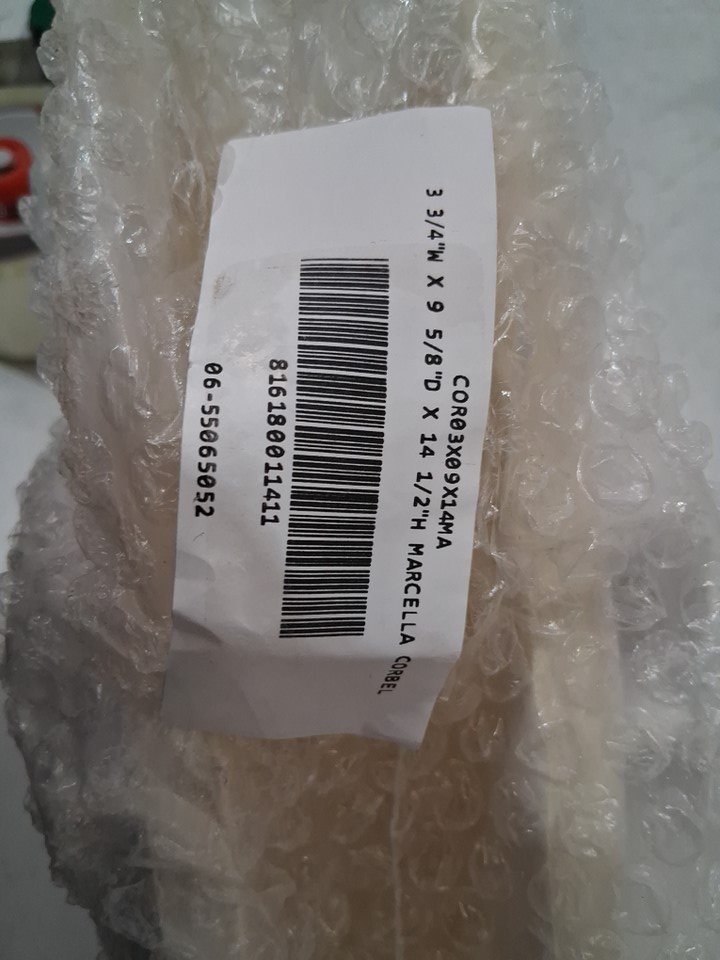 COR03X09X14MA
3 3/4"W X 9 5/8"D X 14 1/2"H MARCELLA CORBEL
816180011411
06-55065052